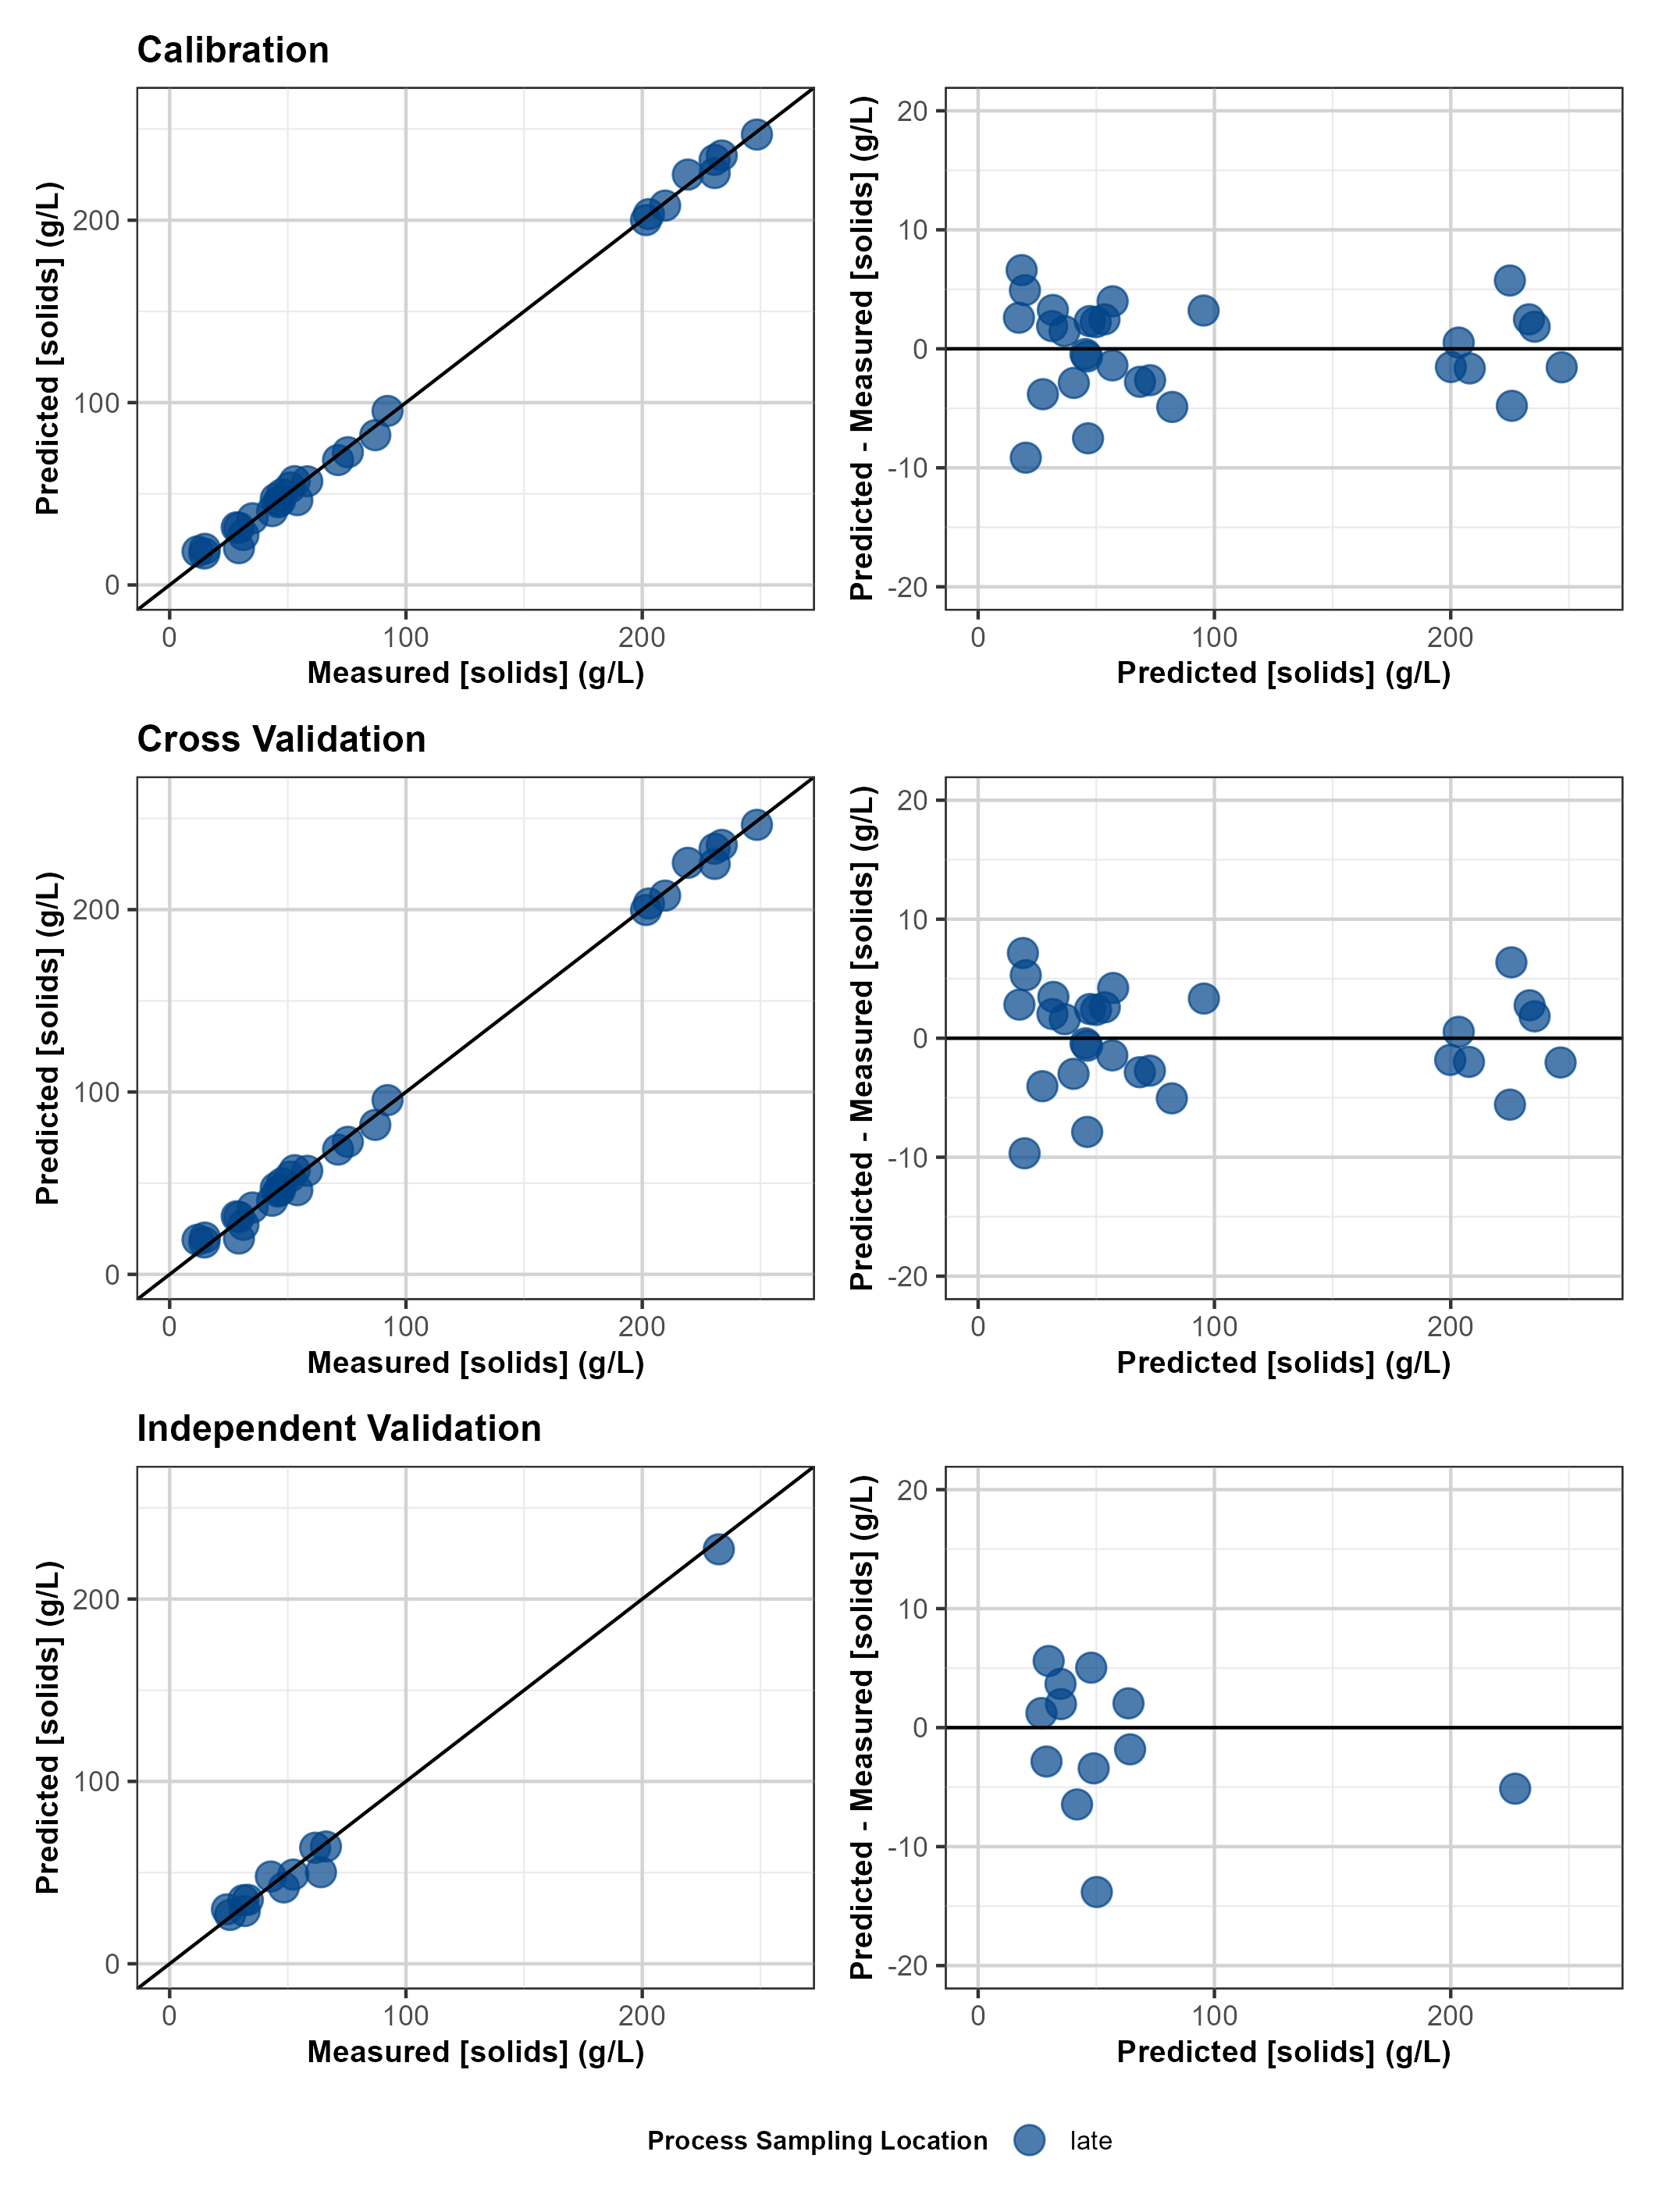 Calibration
Predicted [solids] (g/L)
200
100
0
0 100 200
Measured [solids] (g/L)
Predicted - Measured [solids] (g/L)
20
10
0
-10
-20
0 100 200
Predicted [solids] (g/L)
Cross Validation
Predicted [solids] (g/L)
200
100
0
0 100 200
Measured [solids] (g/L)
Predicted - Measured [solids] (g/L)
20
10
0
-10
-20
0 100 200
Predicted [solids] (g/L)
Independent Validation
Predicted [solids] (g/L)
200
100
0
0 100 200
Measured [solids] (g/L)
Predicted - Measured [solids] (g/L)
20
10
0
-10
-20
0 100 200
Predicted [solids] (g/L)
Process Sampling Location late